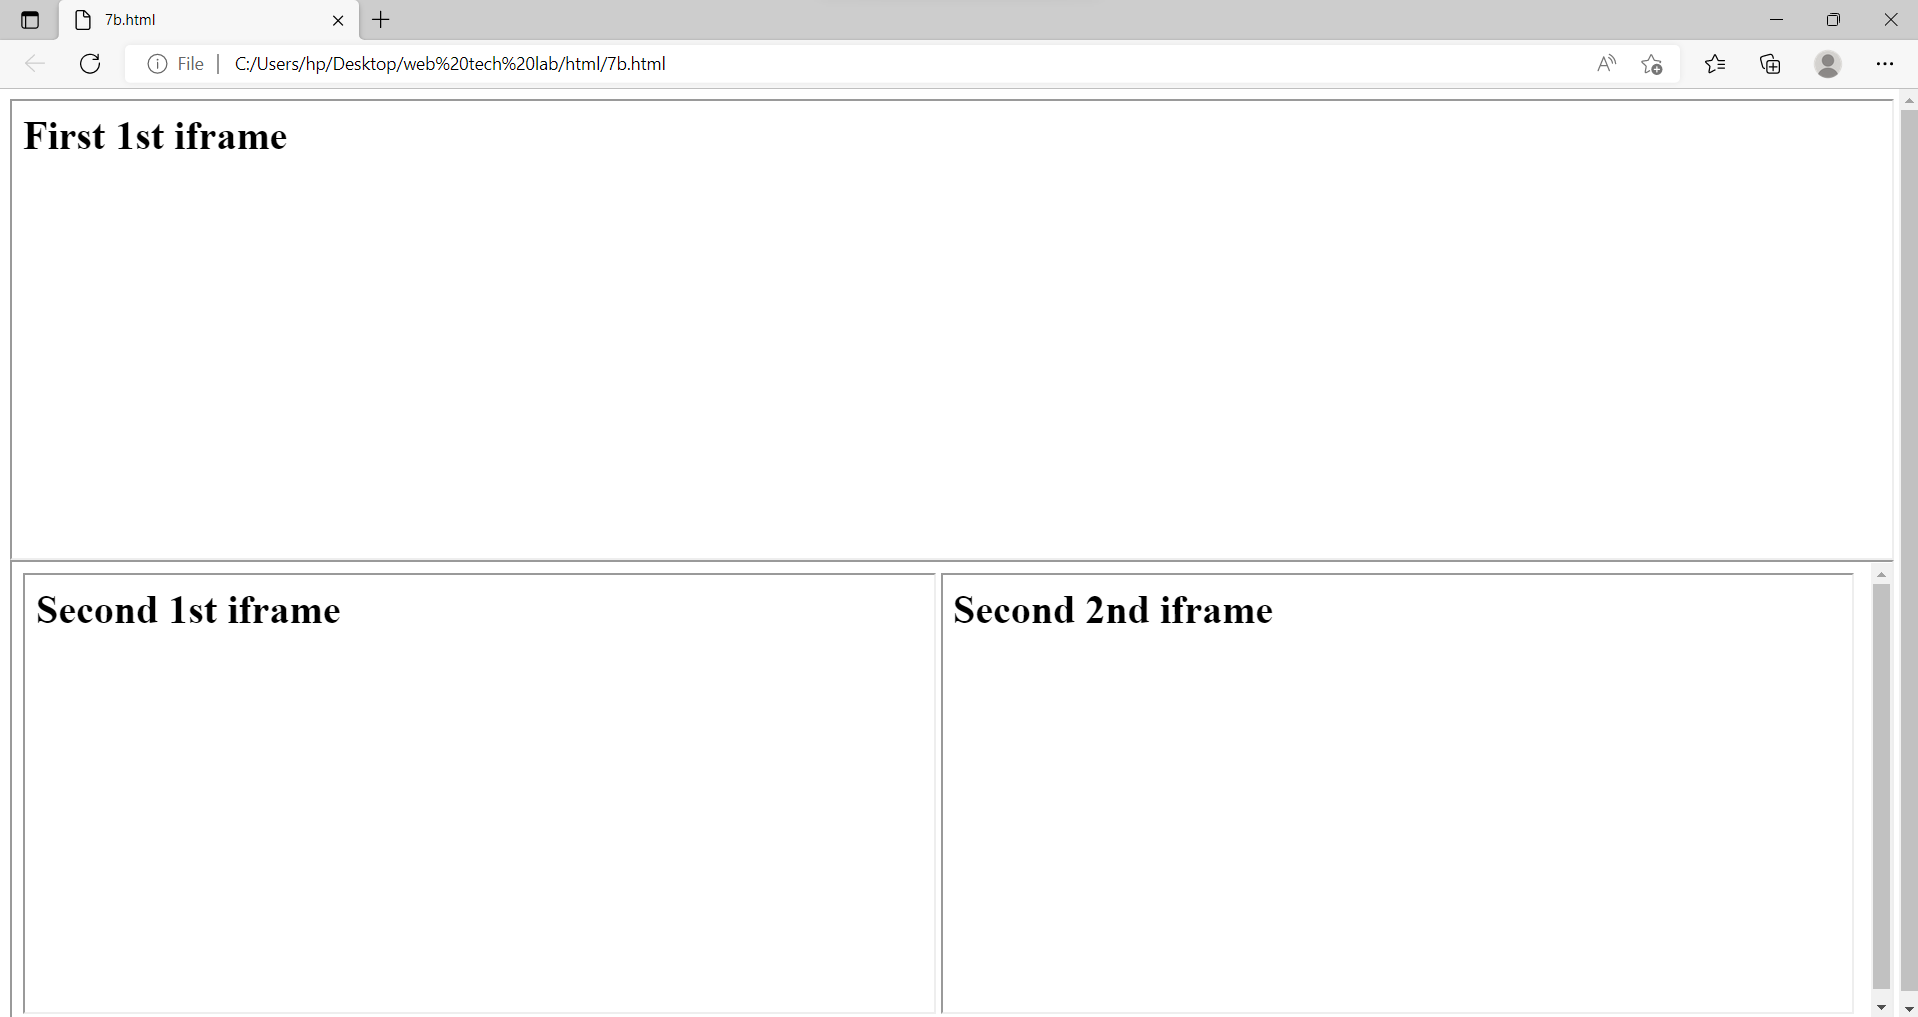 7b.html
File | C:/Users/hp/Desktop/web%20tech%20lab/html/7b.html
First 1st iframe
Second 1st iframe
Second 2nd iframe